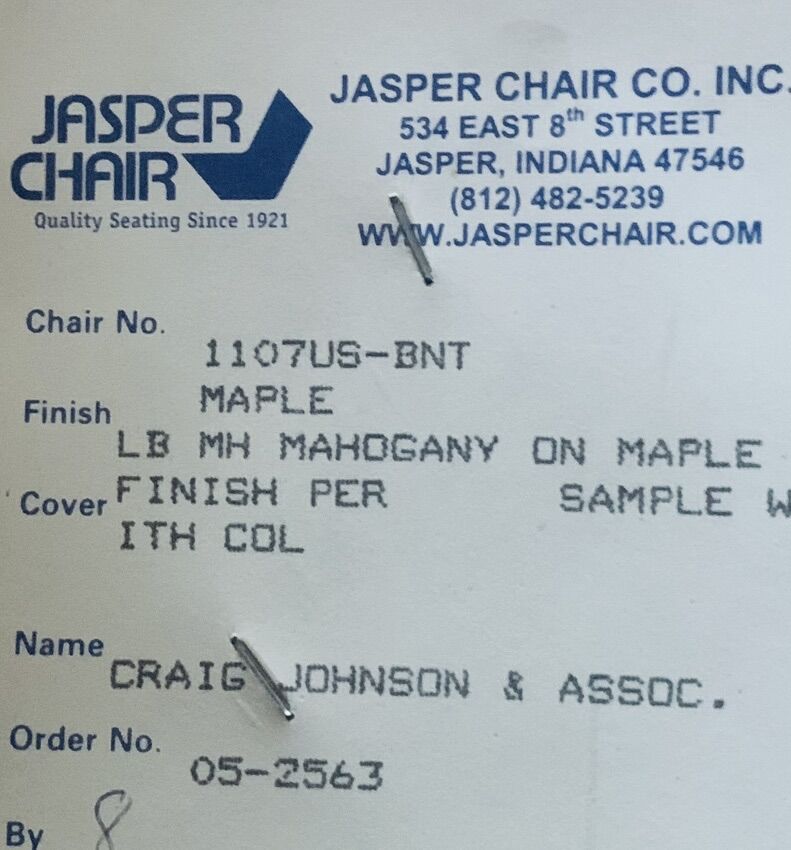 JASPER CHAIR
Quality Seating Since 1921
JASPER CHAIR CO. INC.
534 EAST 8th STREET
JASPER, INDIANA 47546
(812) 482-5239
WWW.JASPERCHAIR.COM
Chair No. 1107US-BNT
Finish MAPLE
LB MH MAHOGANY ON MAPLE
Cover FINISH PER SAMPLE W
ITH COL
Name CRAIG JOHNSON & ASSOC.
Order No. 05-2563
By 8